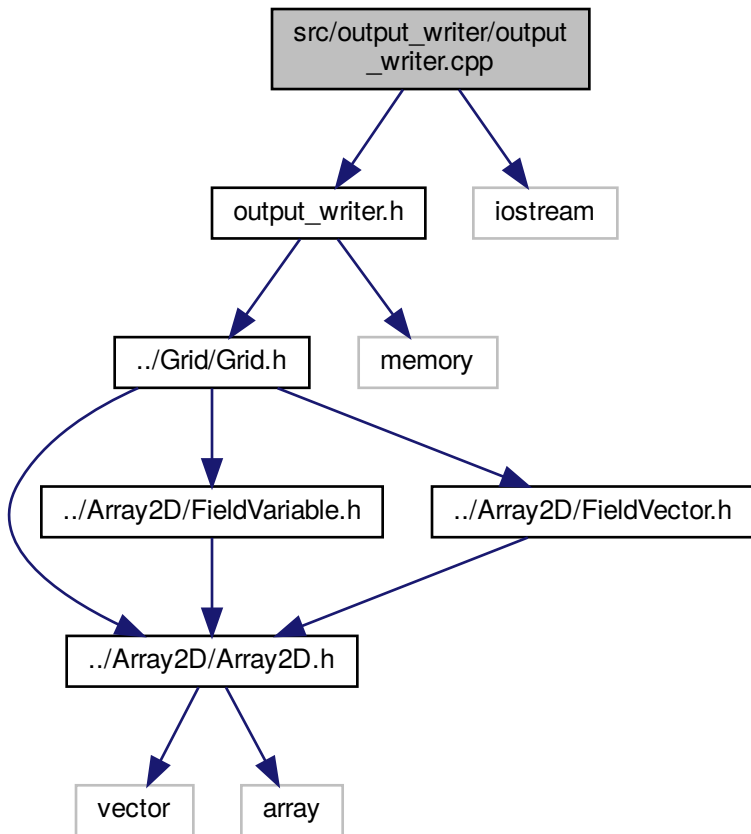 src/output_writer/output
_writer.cpp
output_writer.h
iostream
../Grid/Grid.h
memory
../Array2D/FieldVariable.h
../Array2D/FieldVector.h
../Array2D/Array2D.h
vector
array